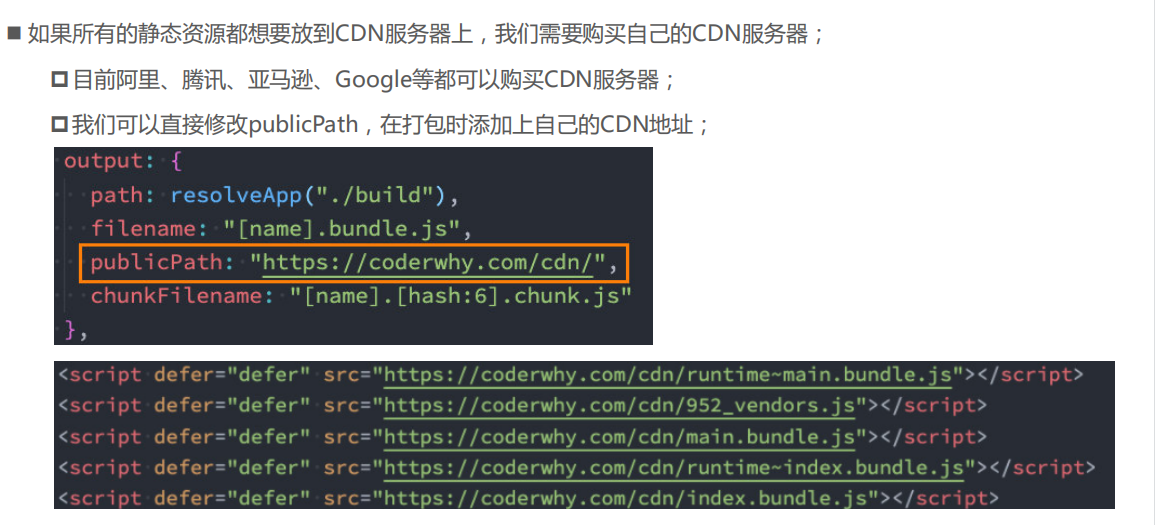 ■ 如果所有的静态资源都想要放到CDN服务器上，我们需要购买自己的CDN服务器；
目前阿里、腾讯、亚马逊、Google等都可以购买CDN服务器；
我们可以直接修改publicPath，在打包时添加上自己的CDN地址；
output: {
path: resolveApp("./build"),
filename: "[name].bundle.js",
publicPath: "https://coderwhy.com/cdn/",
chunkFilename: "[name].[hash:6].chunk.js"
},
<script defer="defer" src="https://coderwhy.com/cdn/runtime~main.bundle.js"></script>
<script defer="defer" src="https://coderwhy.com/cdn/952_vendors.js"></script>
<script defer="defer" src="https://coderwhy.com/cdn/main.bundle.js"></script>
<script defer="defer" src="https://coderwhy.com/cdn/runtime~index.bundle.js"></script>
<script defer="defer" src="https://coderwhy.com/cdn/index.bundle.js"></script>